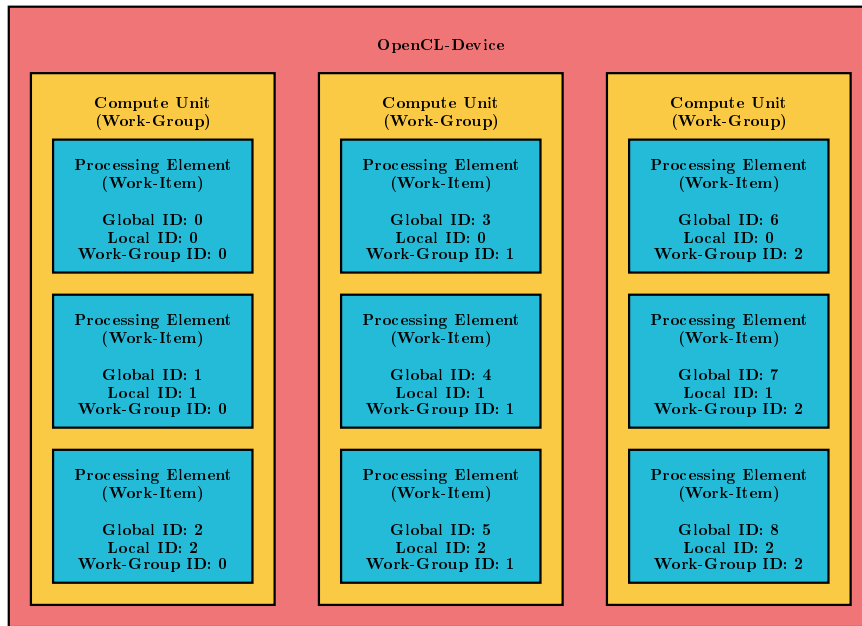 OpenCL-Device
Compute Unit
(Work-Group)
Processing Element
(Work-Item)
Global ID: 0
Local ID: 0
Work-Group ID: 0
Processing Element
(Work-Item)
Global ID: 1
Local ID: 1
Work-Group ID: 0
Processing Element
(Work-Item)
Global ID: 2
Local ID: 2
Work-Group ID: 0
Compute Unit
(Work-Group)
Processing Element
(Work-Item)
Global ID: 3
Local ID: 0
Work-Group ID: 1
Processing Element
(Work-Item)
Global ID: 4
Local ID: 1
Work-Group ID: 1
Processing Element
(Work-Item)
Global ID: 5
Local ID: 2
Work-Group ID: 1
Compute Unit
(Work-Group)
Processing Element
(Work-Item)
Global ID: 6
Local ID: 0
Work-Group ID: 2
Processing Element
(Work-Item)
Global ID: 7
Local ID: 1
Work-Group ID: 2
Processing Element
(Work-Item)
Global ID: 8
Local ID: 2
Work-Group ID: 2